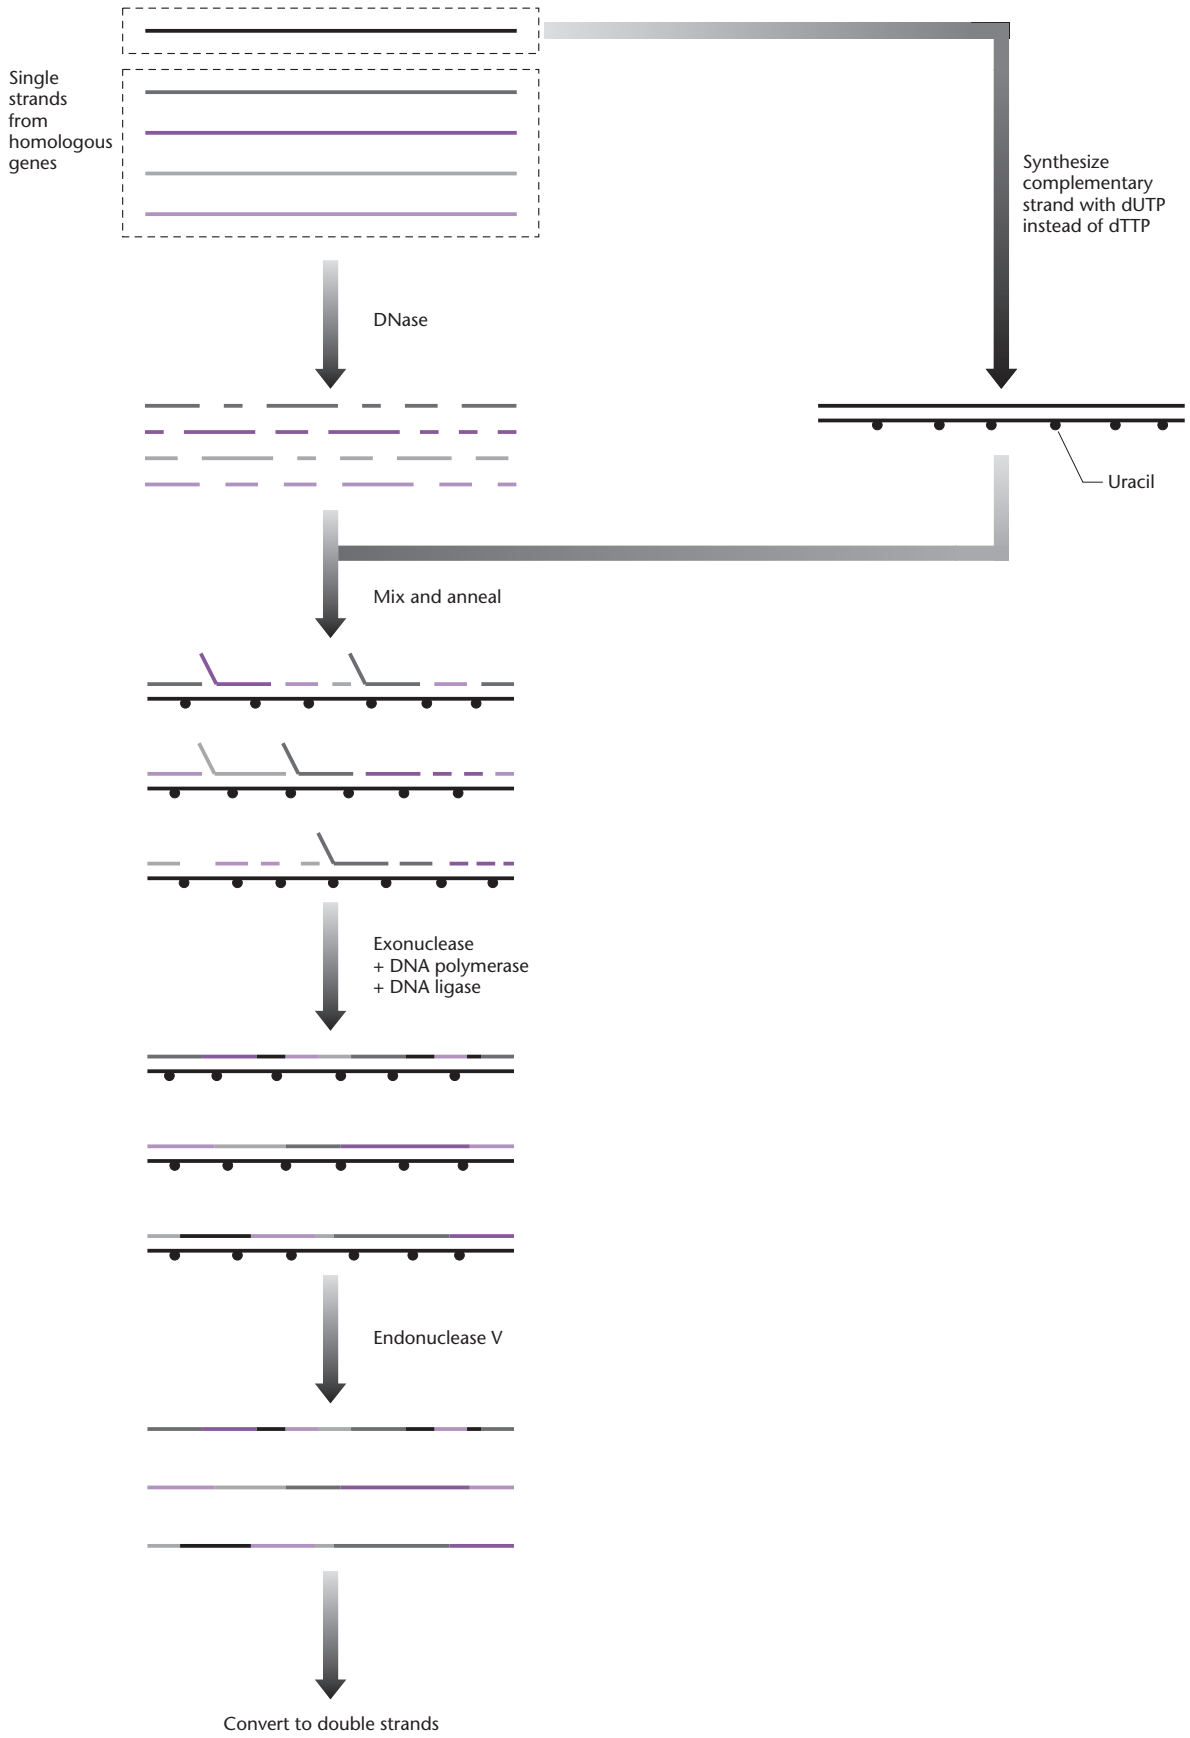 Single
strands
from
homologous
genes
Synthesize
complementary
strand with dUTP
instead of dTTP
DNase
Uracil
Mix and anneal
Exonuclease
+ DNA polymerase
+ DNA ligase
Endonuclease V
Convert to double strands